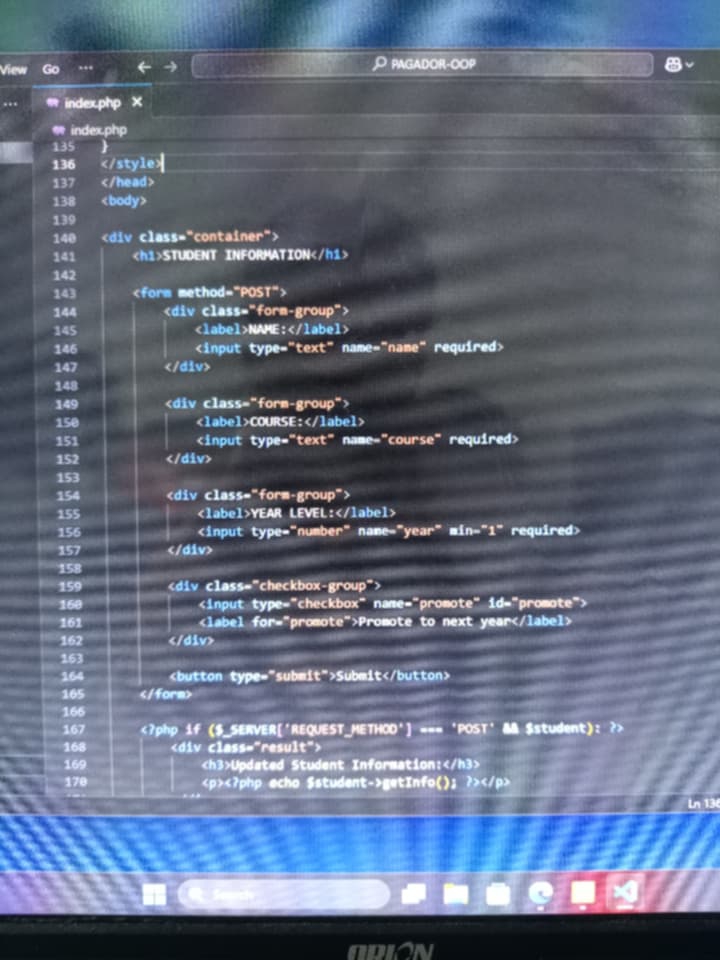 View Go ··· ← → PAGADOR-OOP
··· index.php ×
index.php
135 }
136 </style>
137 </head>
138 <body>
139
140 <div class="container">
141 <h1>STUDENT INFORMATION</h1>
142
143 <form method="POST">
144 <div class="form-group">
145 <label>NAME:</label>
146 <input type="text" name="name" required>
147 </div>
148
149 <div class="form-group">
150 <label>COURSE:</label>
151 <input type="text" name="course" required>
152 </div>
153
154 <div class="form-group">
155 <label>YEAR LEVEL:</label>
156 <input type="number" name="year" min="1" required>
157 </div>
158
159 <div class="checkbox-group">
160 <input type="checkbox" name="promote" id="promote">
161 <label for="promote">Promote to next year</label>
162 </div>
163
164 <button type="submit">Submit</button>
165 </form>
166
167 <?php if ($_SERVER['REQUEST_METHOD'] === 'POST' && $student): ?>
168 <div class="result">
169 <h3>Updated Student Information:</h3>
170 <p><?php echo $student->getInfo(); ?></p>
Ln 136
Search
ORION